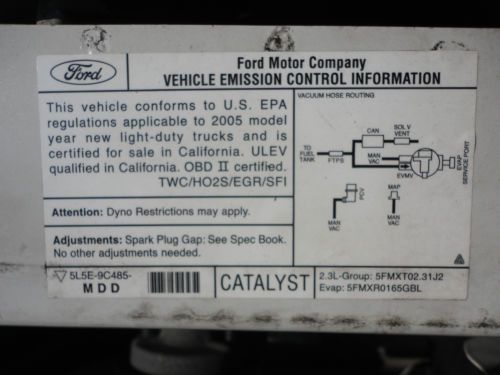 Ford
Ford Motor Company
VEHICLE EMISSION CONTROL INFORMATION
This vehicle conforms to U.S. EPA
regulations applicable to 2005 model
year new light-duty trucks and is
certified for sale in California. ULEV
qualified in California. OBD II certified.
TWC/HO2S/EGR/SFI
Attention: Dyno Restrictions may apply.
Adjustments: Spark Plug Gap: See Spec Book.
No other adjustments needed.
5L5E-9C485-
MDD
CATALYST
2.3L-Group: 5FMXT02.31J2
Evap: 5FMXR0165GBL
VACUUM HOSE ROUTING
CAN
SOL V
VENT
TO
FUEL
TANK
FTPS
MAN
VAC
EVMV
EVAP
SERVICE PORT
PCV
MAP
MAN
VAC
MAN
VAC